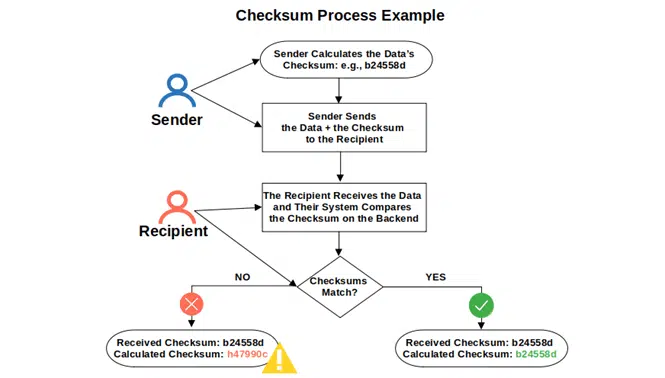 Checksum Process Example
Sender Calculates the Data's
Checksum: e.g., b24558d
Sender
Sender Sends
the Data + the Checksum
to the Recipient
Recipient
The Recipient Receives the Data
and Their System Compares
the Checksum on the Backend
NO
Checksums
Match?
YES
Received Checksum: b24558d
Calculated Checksum: h47990c
Received Checksum: b24558d
Calculated Checksum: b24558d